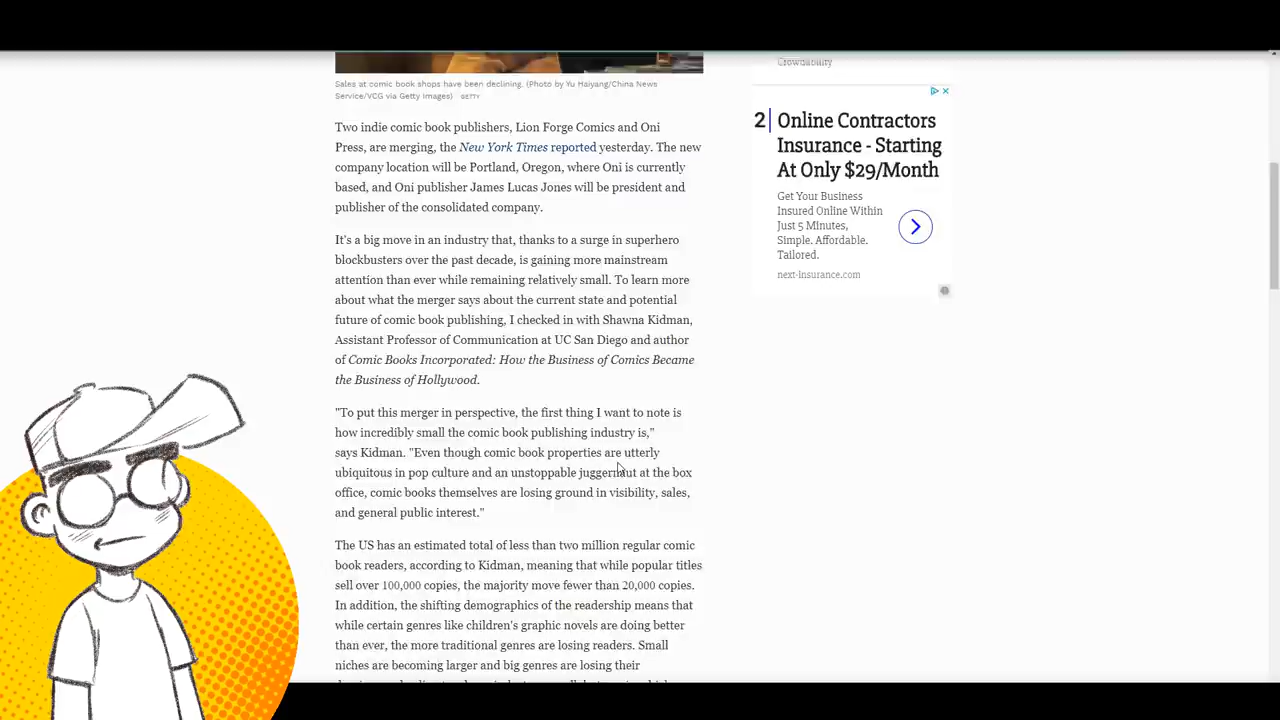 Sales at comic book shops have been declining. (Photo by Yu Haiyang/China News
Service/VCG via Getty Images) GETTY
Two indie comic book publishers, Lion Forge Comics and Oni
Press, are merging, the New York Times reported yesterday. The new
company location will be Portland, Oregon, where Oni is currently
based, and Oni publisher James Lucas Jones will be president and
publisher of the consolidated company.
It's a big move in an industry that, thanks to a surge in superhero
blockbusters over the past decade, is gaining more mainstream
attention than ever while remaining relatively small. To learn more
about what the merger says about the current state and potential
future of comic book publishing, I checked in with Shawna Kidman,
Assistant Professor of Communication at UC San Diego and author
of Comic Books Incorporated: How the Business of Comics Became
the Business of Hollywood.
"To put this merger in perspective, the first thing I want to note is
how incredibly small the comic book publishing industry is,"
says Kidman. "Even though comic book properties are utterly
ubiquitous in pop culture and an unstoppable juggernaut at the box
office, comic books themselves are losing ground in visibility, sales,
and general public interest."
The US has an estimated total of less than two million regular comic
book readers, according to Kidman, meaning that while popular titles
sell over 100,000 copies, the majority move fewer than 20,000 copies.
In addition, the shifting demographics of the readership means that
while certain genres like children's graphic novels are doing better
than ever, the more traditional genres are losing readers. Small
niches are becoming larger and big genres are losing their
Crowdability
2
Online Contractors
Insurance - Starting
At Only $29/Month
Get Your Business
Insured Online Within
Just 5 Minutes,
Simple. Affordable.
Tailored.
next-insurance.com